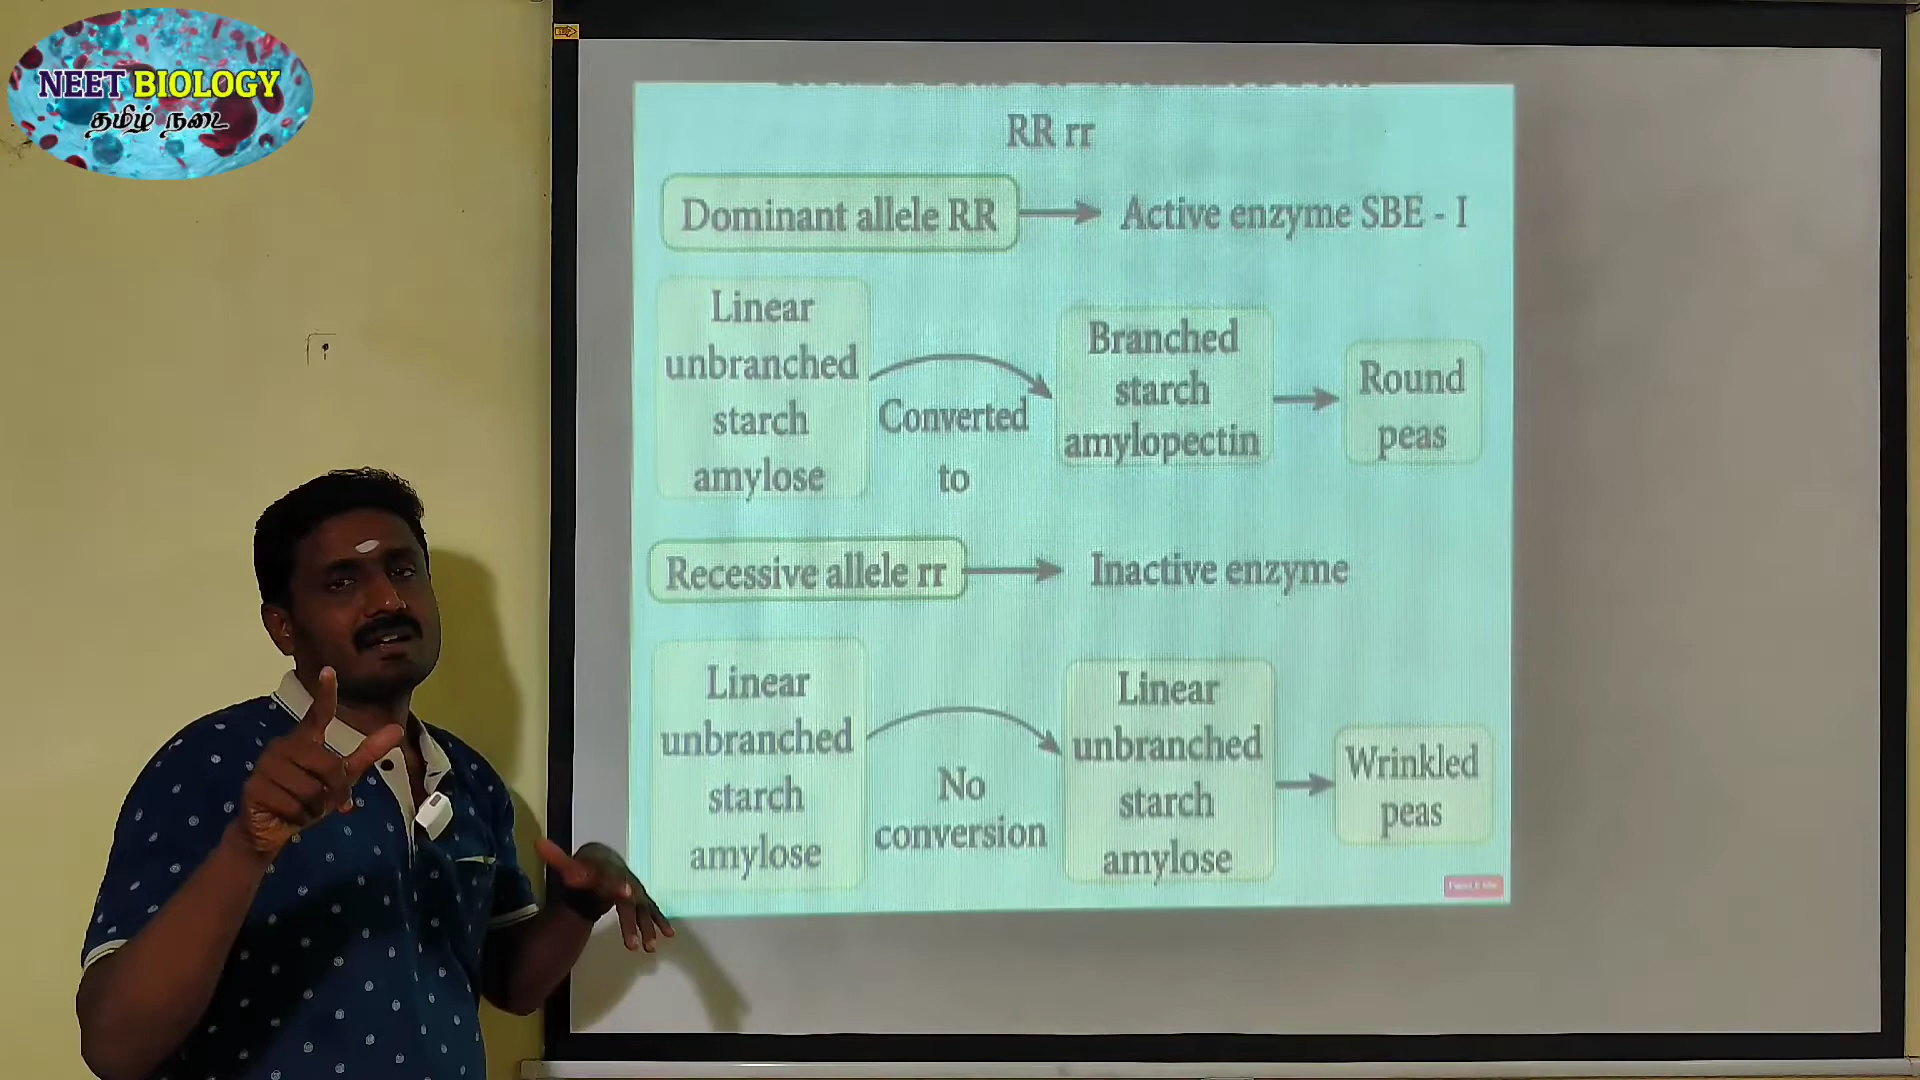 NEET BIOLOGY
தமிழ் நடை
RR rr
Dominant allele RR
Active enzyme SBE - I
Linear
unbranched
starch
amylose
Converted
to
Branched
starch
amylopectin
Round
peas
Recessive allele rr
Inactive enzyme
Linear
unbranched
starch
amylose
No
conversion
Linear
unbranched
starch
amylose
Wrinkled
peas